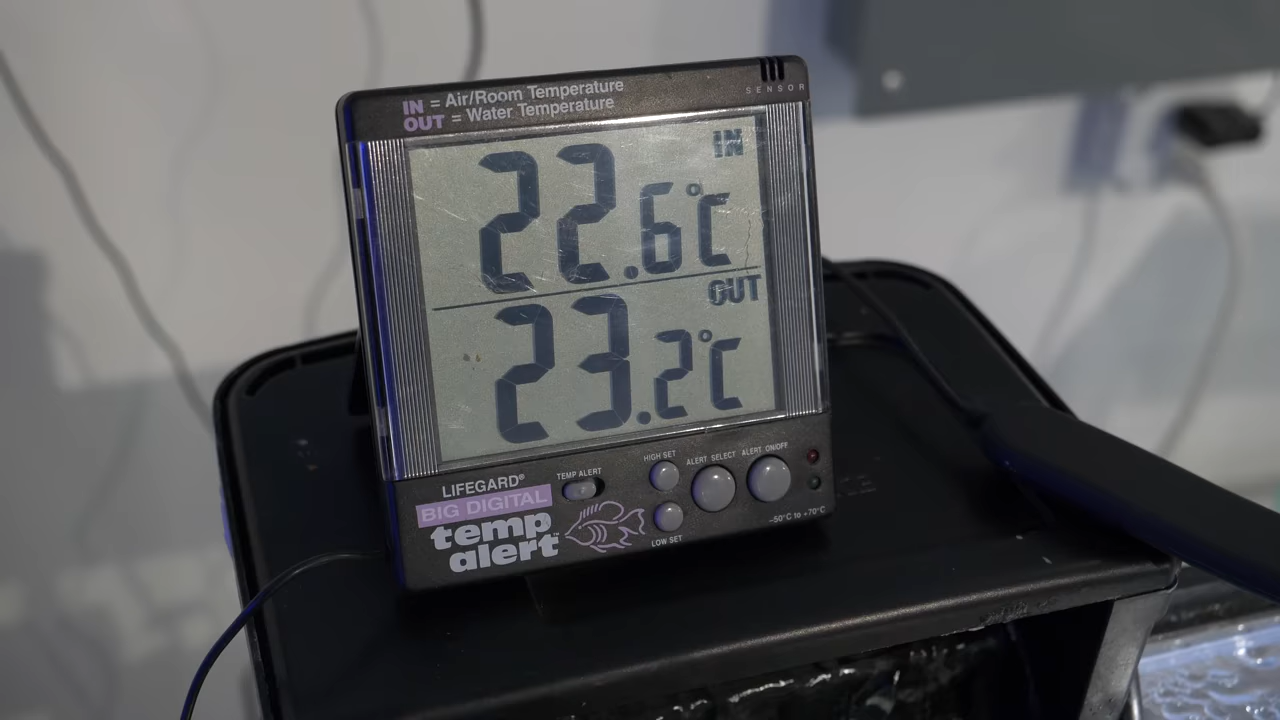 IN = Air/Room Temperature
OUT = Water Temperature
SENSOR
IN
22.6°C
OUT
23.2°C
LIFEGARD®
BIG DIGITAL
temp
alert™
TEMP ALERT
HIGH SET
LOW SET
ALERT SELECT
ALERT ON/OFF
-50°C to +70°C